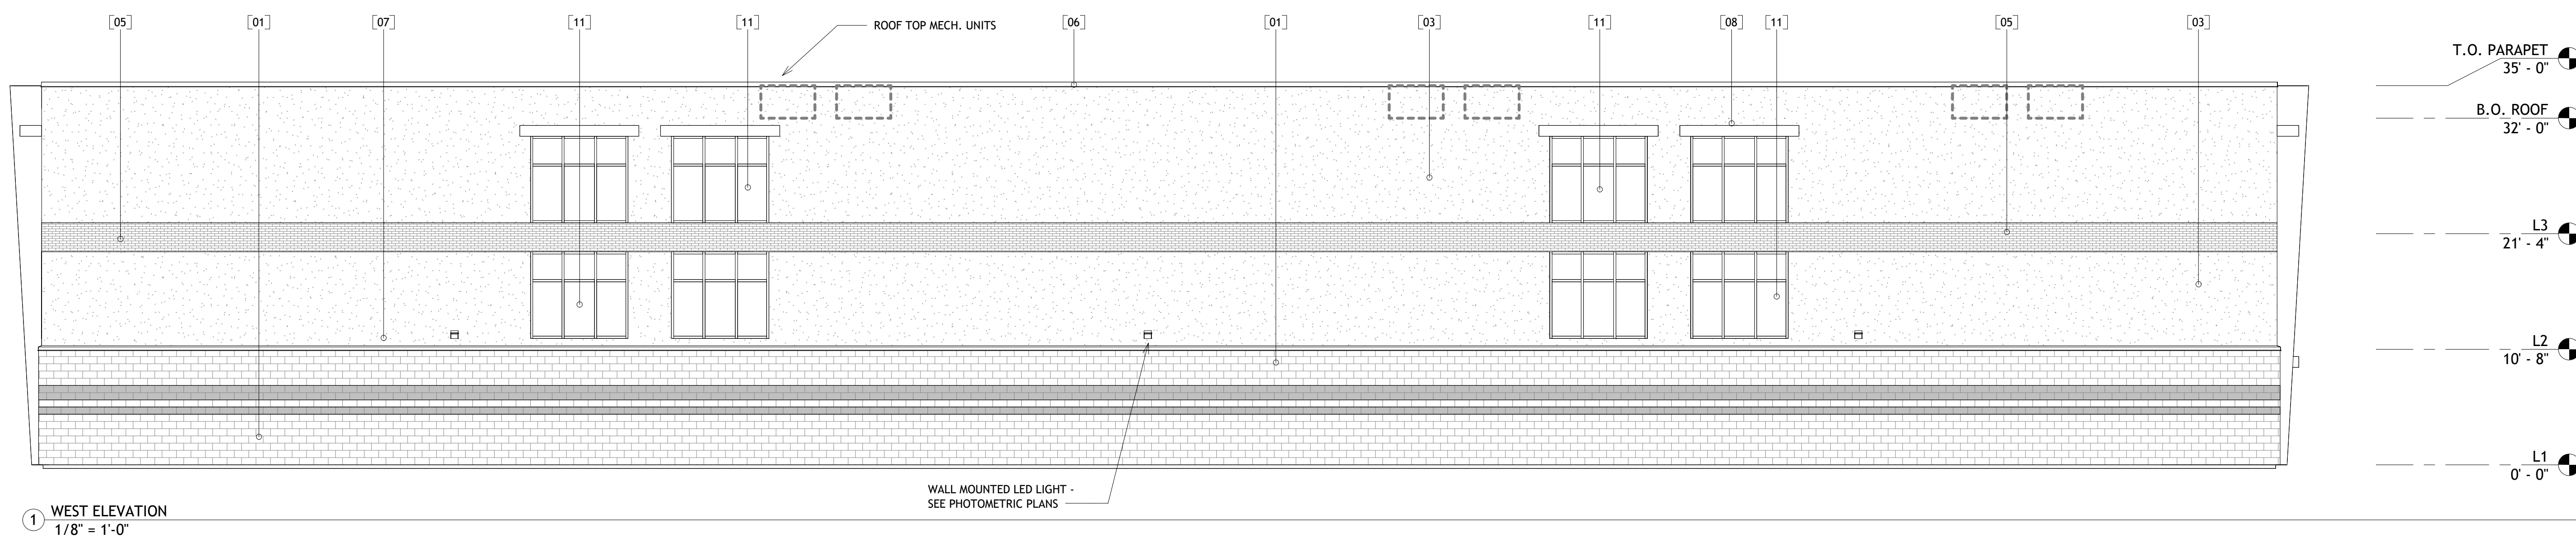 [05] [01] [07] [11] [11] ROOF TOP MECH. UNITS [06] [01] [03] [11] [08] [11] [05] [03]
T.O. PARAPET
35' - 0"
B.O. ROOF
32' - 0"
L3
21' - 4"
L2
10' - 8"
L1
0' - 0"
WALL MOUNTED LED LIGHT -
SEE PHOTOMETRIC PLANS
1 WEST ELEVATION
1/8" = 1'-0"